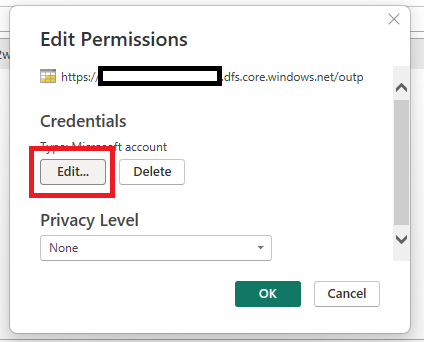 Edit Permissions
https:// .dfs.core.windows.net/outp
Credentials
Type: Microsoft account
Edit... Delete
Privacy Level
None
OK Cancel